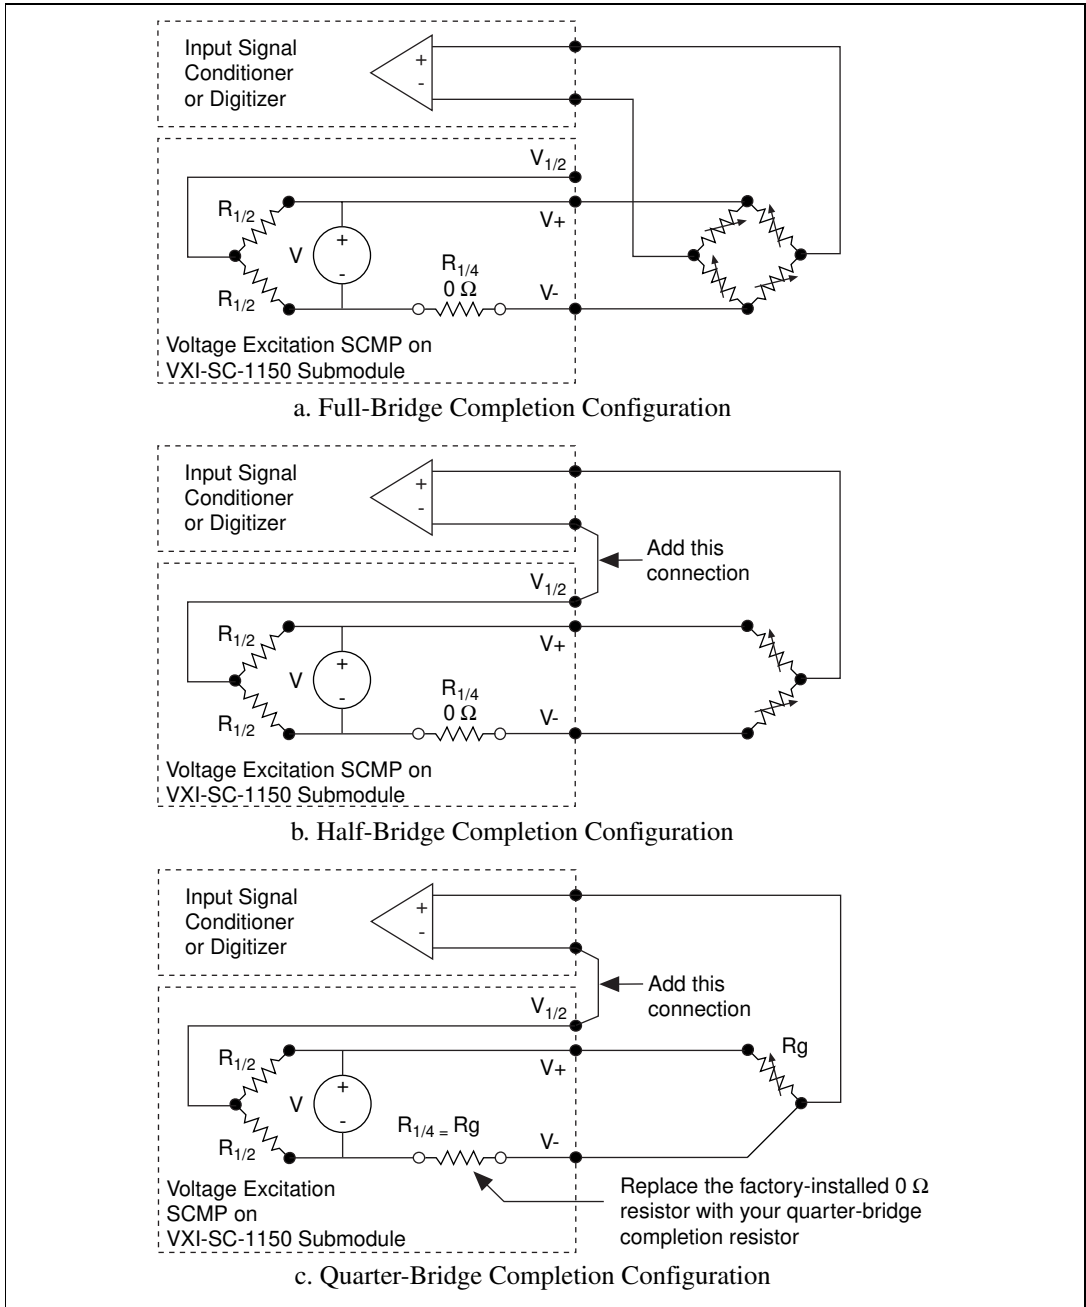 Input Signal
Conditioner
or Digitizer
+
-
V1/2
R1/2
V+
V
+
-
R1/4
0 Ω
V-
R1/2
Voltage Excitation SCMP on
VXI-SC-1150 Submodule
a. Full-Bridge Completion Configuration
Input Signal
Conditioner
or Digitizer
+
-
Add this
connection
V1/2
R1/2
V+
V
+
-
R1/4
0 Ω
V-
R1/2
Voltage Excitation SCMP on
VXI-SC-1150 Submodule
b. Half-Bridge Completion Configuration
Input Signal
Conditioner
or Digitizer
+
-
Add this
connection
V1/2
R1/2
V+
Rg
V
+
-
R1/4 = Rg
V-
R1/2
Voltage Excitation
SCMP on
VXI-SC-1150 Submodule
Replace the factory-installed 0 Ω
resistor with your quarter-bridge
completion resistor
c. Quarter-Bridge Completion Configuration